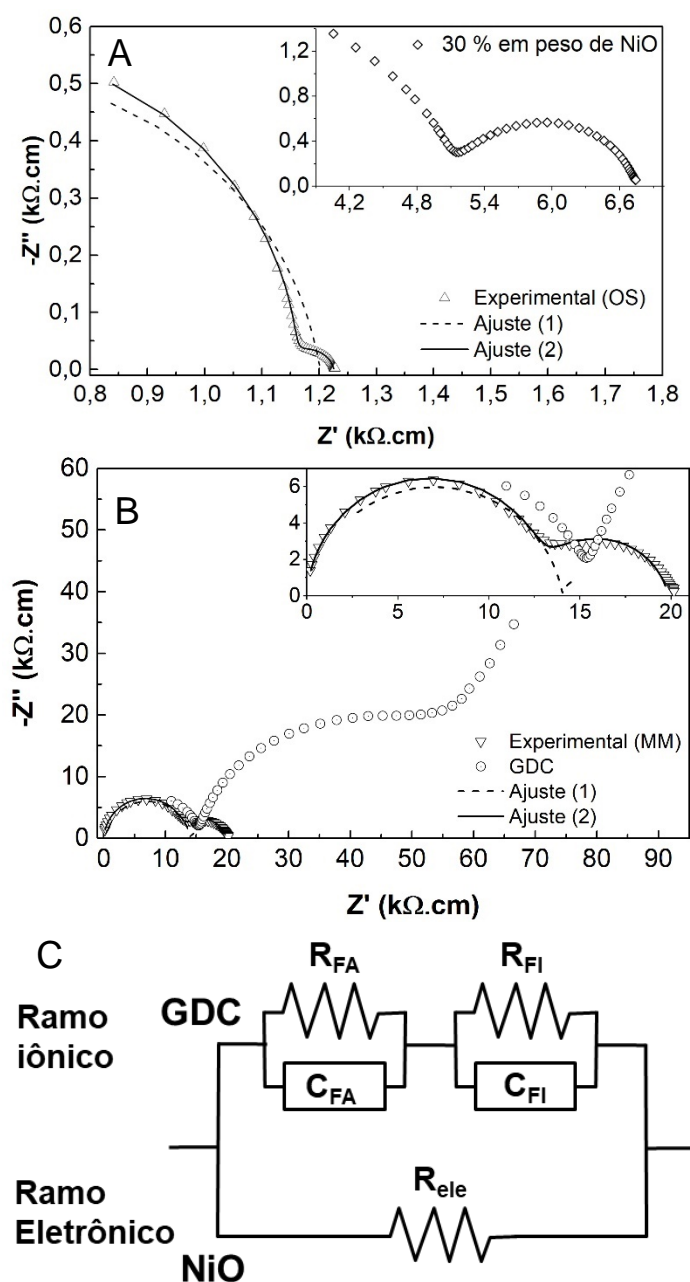 A
0,6
0,5
0,4
0,3
0,2
0,1
0,0
-Z" (kΩ.cm)
1,2
0,8
0,4
0,0
30 % em peso de NiO
4,2 4,8 5,4 6,0 6,6
Experimental (OS)
Ajuste (1)
Ajuste (2)
0,8 0,9 1,0 1,1 1,2 1,3 1,4 1,5 1,6 1,7 1,8
Z' (kΩ.cm)
B
60
50
40
30
20
10
0
-Z" (kΩ.cm)
6
4
2
0
0 5 10 15 20
Experimental (MM)
GDC
Ajuste (1)
Ajuste (2)
0 10 20 30 40 50 60 70 80 90
Z' (kΩ.cm)
C
R_FA R_FI
Ramo GDC
iônico
C_FA C_FI
R_ele
Ramo
Eletrônico
NiO